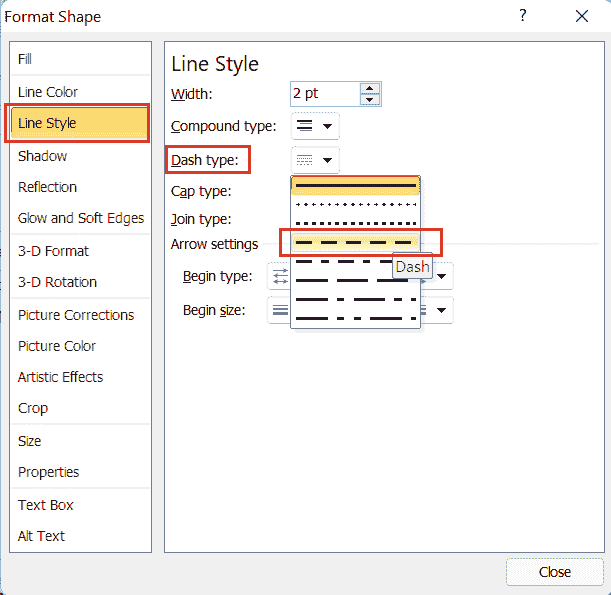 Format Shape
?
Fill
Line Color
Line Style
Shadow
Reflection
Glow and Soft Edges
3-D Format
3-D Rotation
Picture Corrections
Picture Color
Artistic Effects
Crop
Size
Properties
Text Box
Alt Text
Line Style
Width:
2 pt
Compound type:
Dash type:
Cap type:
Join type:
Arrow settings
Dash
Begin type:
Begin size:
Close